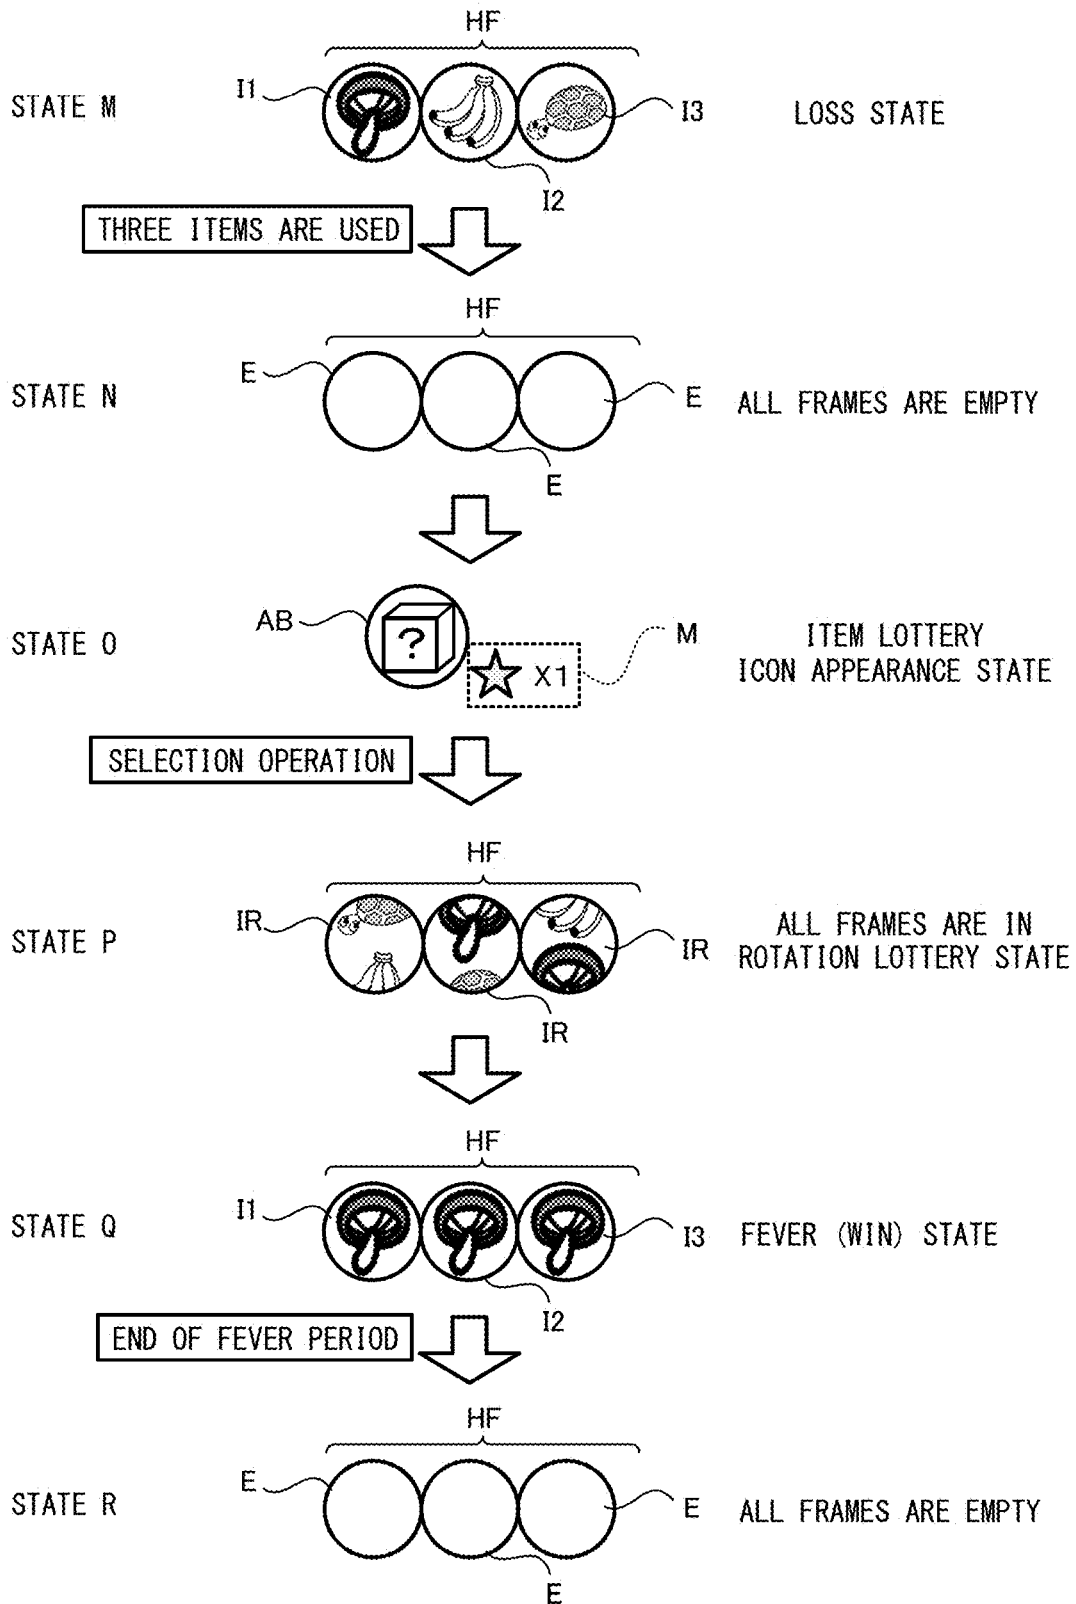 HF
I1
STATE M
I3
LOSS STATE
I2
THREE ITEMS ARE USED
HF
E
STATE N
E
ALL FRAMES ARE EMPTY
E
AB
?
STATE O
M
ITEM LOTTERY
ICON APPEARANCE STATE
X1
SELECTION OPERATION
HF
IR
STATE P
IR
ALL FRAMES ARE IN
ROTATION LOTTERY STATE
IR
HF
I1
STATE Q
I3
FEVER (WIN) STATE
I2
END OF FEVER PERIOD
HF
E
STATE R
E
ALL FRAMES ARE EMPTY
E